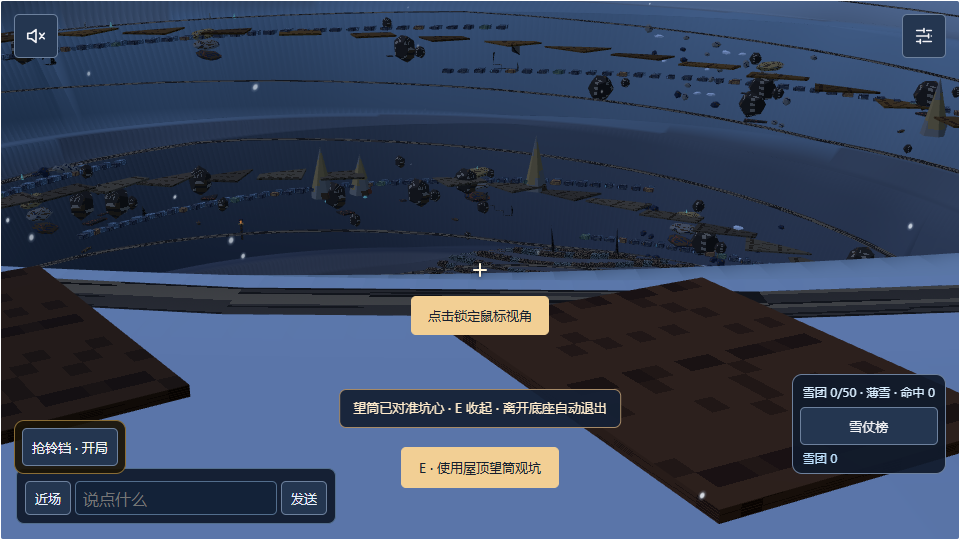 点击锁定鼠标视角
望筒已对准坑心 · E 收起 · 离开底座自动退出
E · 使用屋顶望筒观坑
雪团 0/50 · 薄雪 · 命中 0
雪仗榜
雪团 0
抢铃铛 · 开局
近场 说点什么 发送